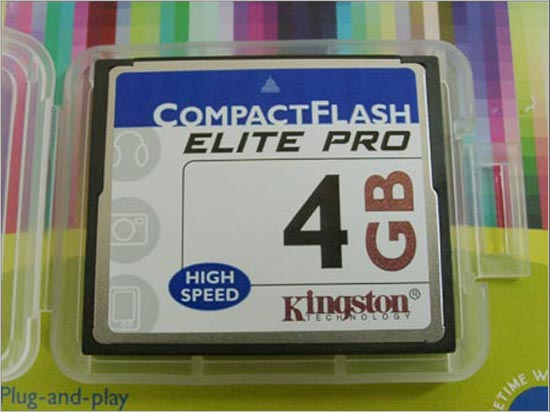 COMPACTFLASH
ELITE PRO
4 GB
HIGH
SPEED
Kingston®
TECHNOLOGY
Plug-and-play